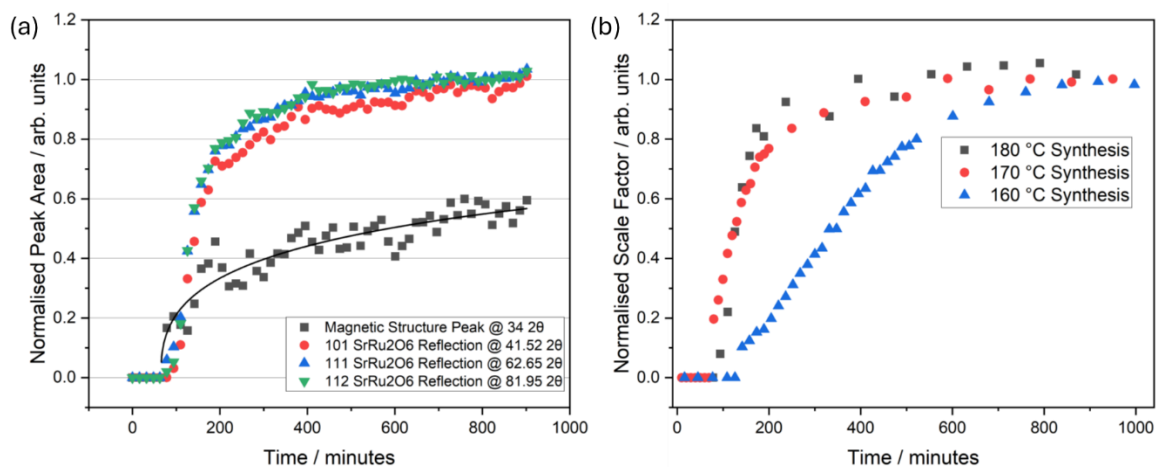 (a)
Normalised Peak Area / arb. units
1.2
1.0
0.8
0.6
0.4
0.2
0.0
Magnetic Structure Peak @ 34 2θ
101 SrRu2O6 Reflection @ 41.52 2θ
111 SrRu2O6 Reflection @ 62.65 2θ
112 SrRu2O6 Reflection @ 81.95 2θ
0 200 400 600 800 1000
Time / minutes
(b)
Normalised Scale Factor / arb. units
1.2
1.0
0.8
0.6
0.4
0.2
0.0
180 °C Synthesis
170 °C Synthesis
160 °C Synthesis
0 200 400 600 800 1000
Time / minutes